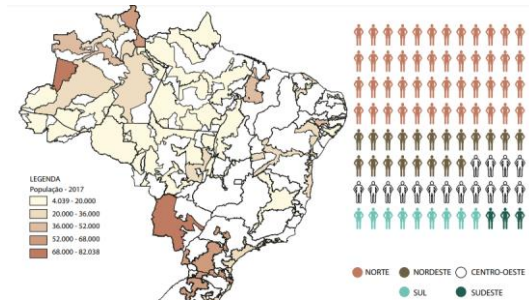 LEGENDA
População - 2017
4.039 - 20.000
20.000 - 36.000
36.000 - 52.000
52.000 - 68.000
68.000 - 82.038
NORTE NORDESTE CENTRO-OESTE
SUL SUDESTE